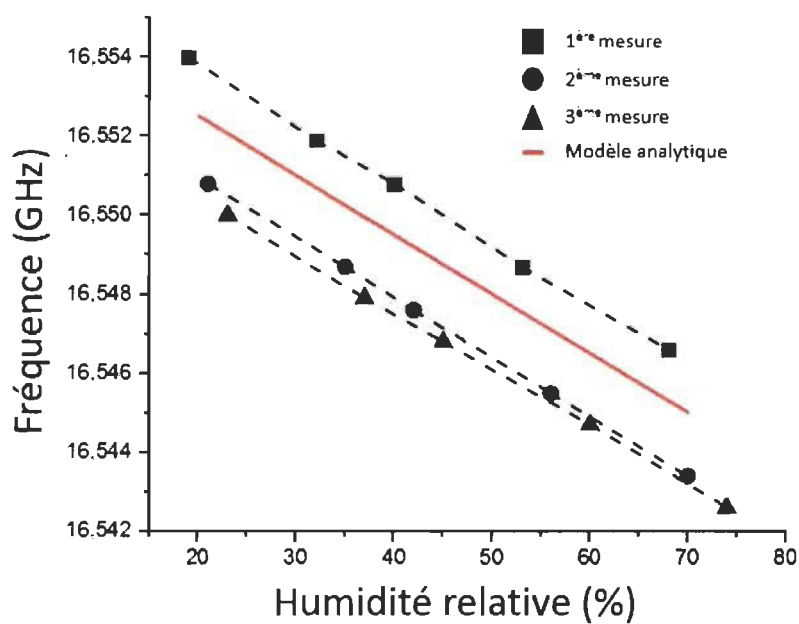 1ère mesure
2ème mesure
3ème mesure
Modèle analytique
Fréquence (GHz)
16,554
16,552
16,550
16,548
16,546
16,544
16,542
20 30 40 50 60 70 80
Humidité relative (%)